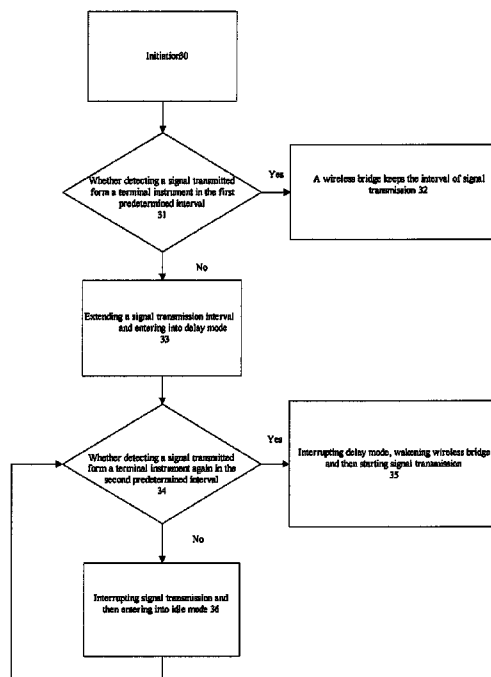 Initiation30
Whether detecting a signal transmitted
form a terminal instrument in the first
predetermined interval
31
Yes
A wireless bridge keeps the interval of signal
transmission 32
No
Extending a signal transmission interval
and entering into delay mode
33
Whether detecting a signal transmitted
form a terminal instrument again in the
second predetermined interval
34
Yes
Interrupting delay mode, wakening wireless bridge
and then starting signal transmission
35
No
Interrupting signal transmission and
then entering into idle mode 36